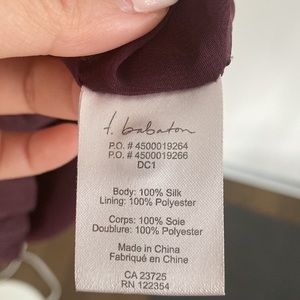 t. babaton
P.O. # 4500019264
P.O. # 4500019266
DC1
Body: 100% Silk
Lining: 100% Polyester
Corps: 100% Soie
Doublure: 100% Polyester
Made in China
Fabriqué en Chine
CA 23725
RN 122354